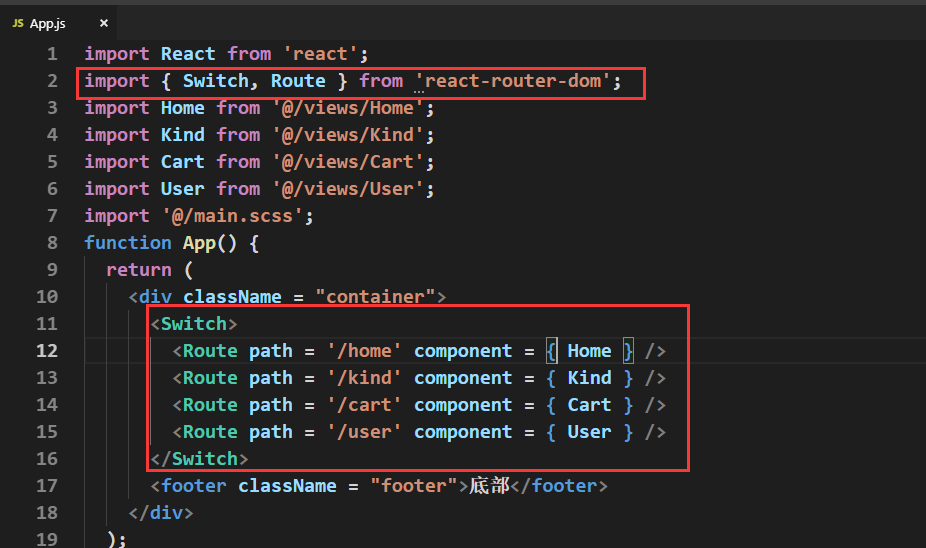 JS App.js ×
1 import React from 'react';
2 import { Switch, Route } from 'react-router-dom';
3 import Home from '@/views/Home';
4 import Kind from '@/views/Kind';
5 import Cart from '@/views/Cart';
6 import User from '@/views/User';
7 import '@/main.scss';
8 function App() {
9 return (
10 <div className = "container">
11 <Switch>
12 <Route path = '/home' component = { Home } />
13 <Route path = '/kind' component = { Kind } />
14 <Route path = '/cart' component = { Cart } />
15 <Route path = '/user' component = { User } />
16 </Switch>
17 <footer className = "footer">底部</footer>
18 </div>
19 );